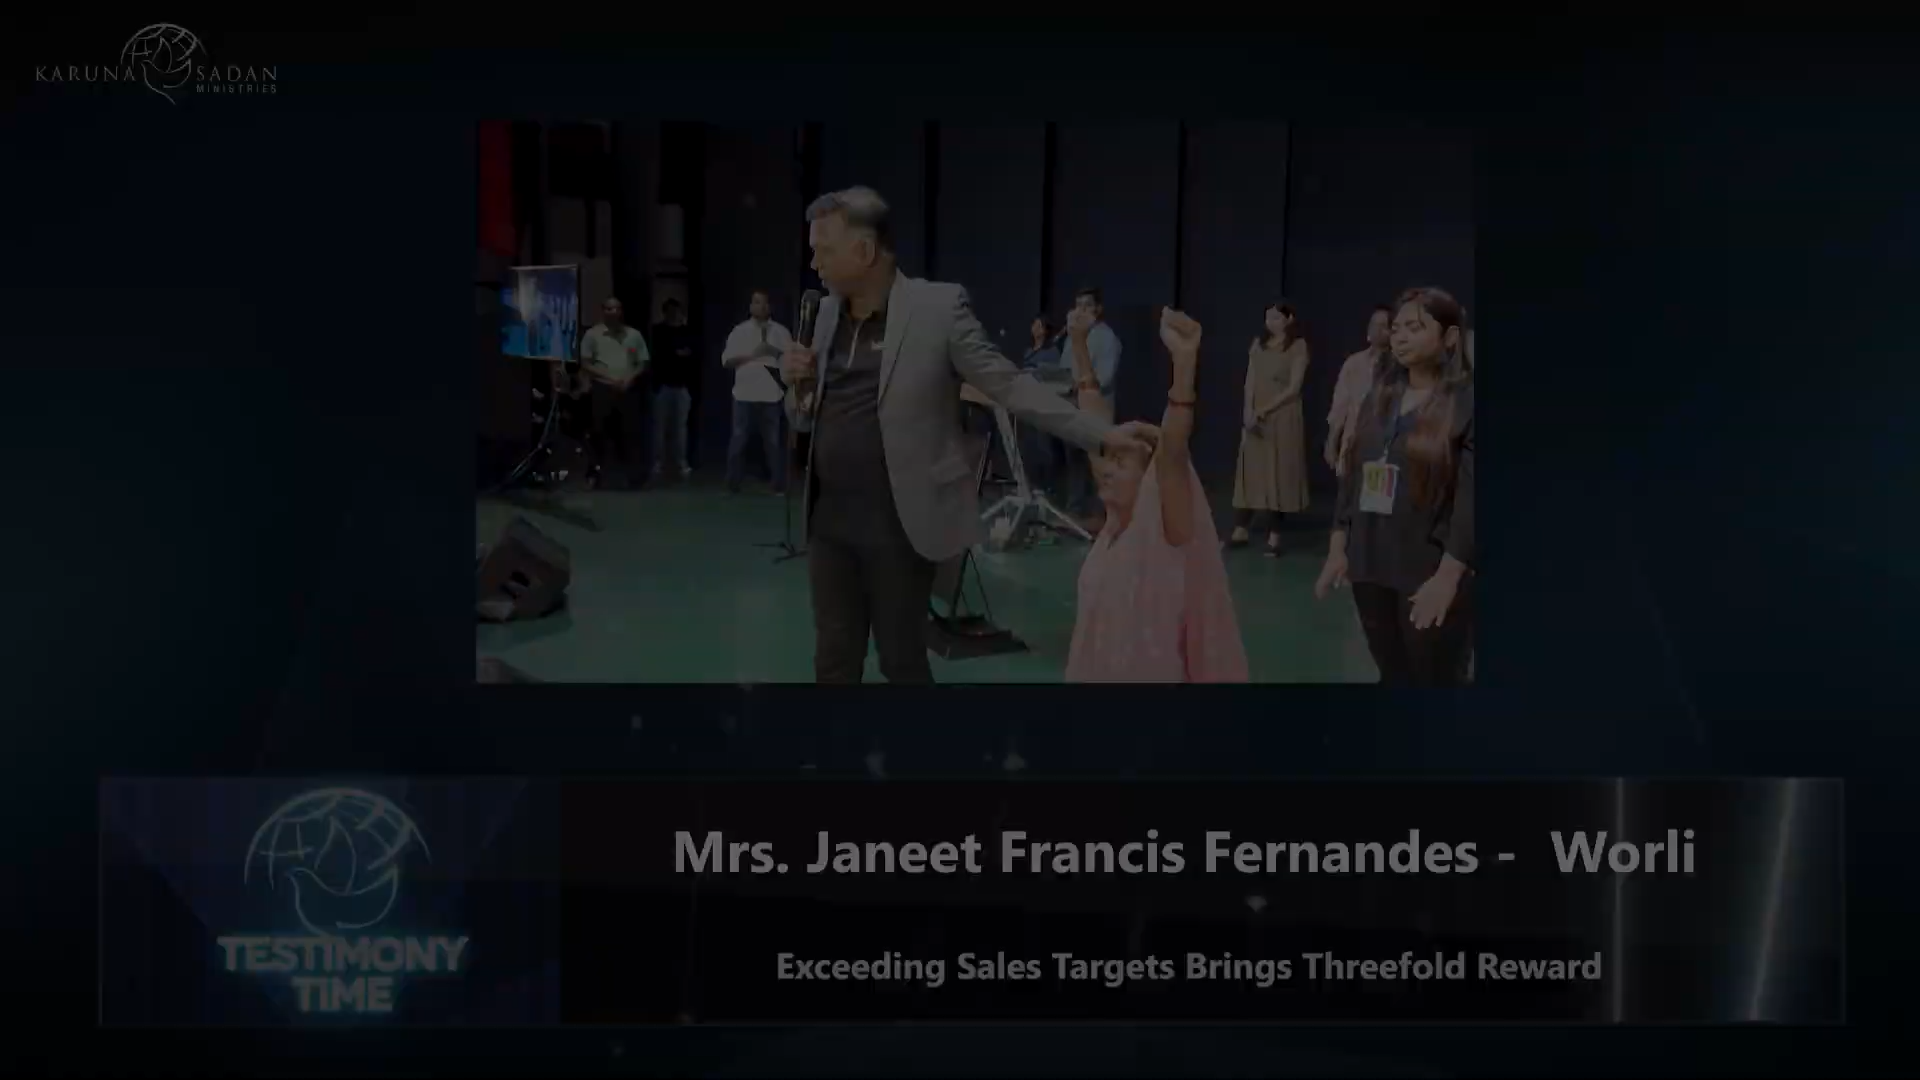 KARUNA SADAN
MINISTRIES
Mrs. Janeet Francis Fernandes - Worli
TESTIMONY
TIME
Exceeding Sales Targets Brings Threefold Reward